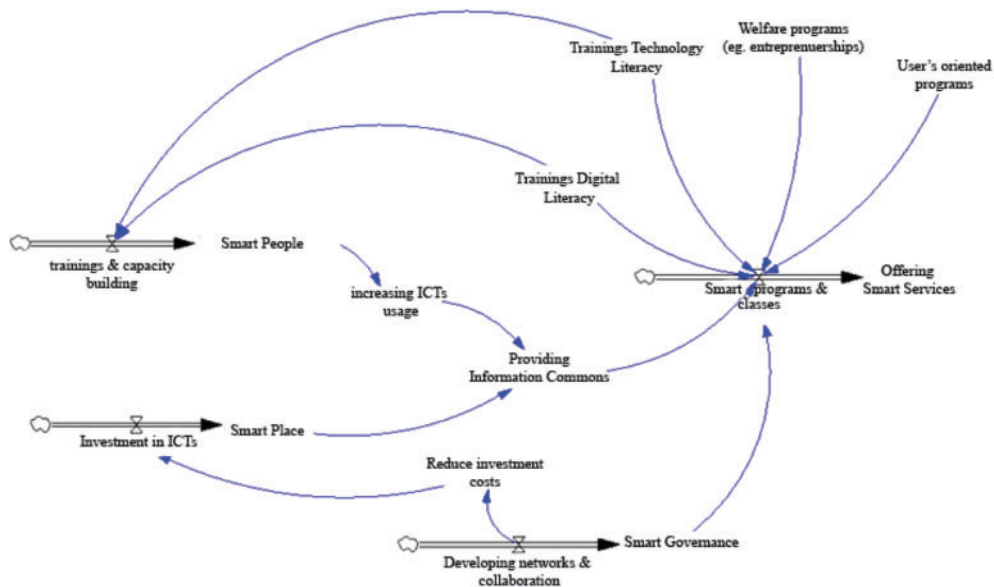 Welfare programs
(eg. entreprenuerships)
Trainings Technology
Literacy
User's oriented
programs
Trainings Digital
Literacy
Smart People
trainings & capacity
building
Offering
Smart Services
Smart programs &
classes
increasing ICTs
usage
Providing
Information Commons
Smart Place
Investment in ICTs
Reduce investment
costs
Smart Governance
Developing networks &
collaboration